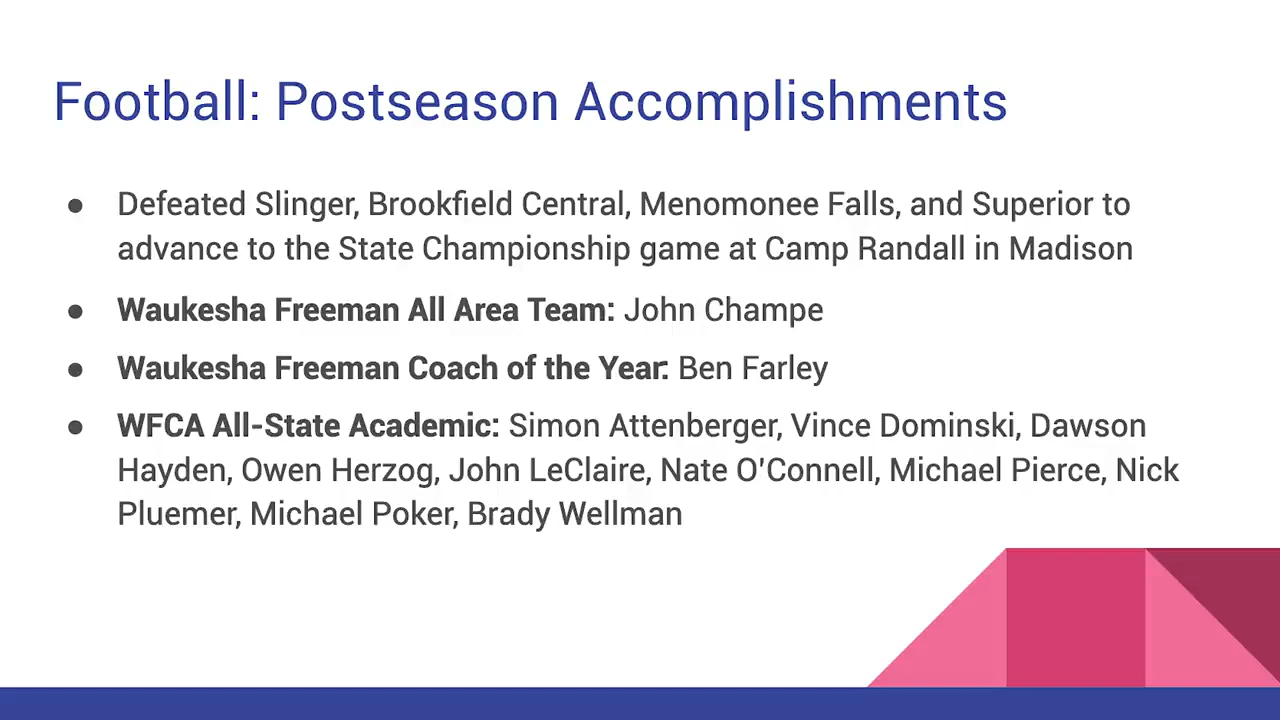 Football: Postseason Accomplishments
● Defeated Slinger, Brookfield Central, Menomonee Falls, and Superior to
advance to the State Championship game at Camp Randall in Madison
● Waukesha Freeman All Area Team: John Champe
● Waukesha Freeman Coach of the Year: Ben Farley
● WFCA All-State Academic: Simon Attenberger, Vince Dominski, Dawson
Hayden, Owen Herzog, John LeClaire, Nate O'Connell, Michael Pierce, Nick
Pluemer, Michael Poker, Brady Wellman